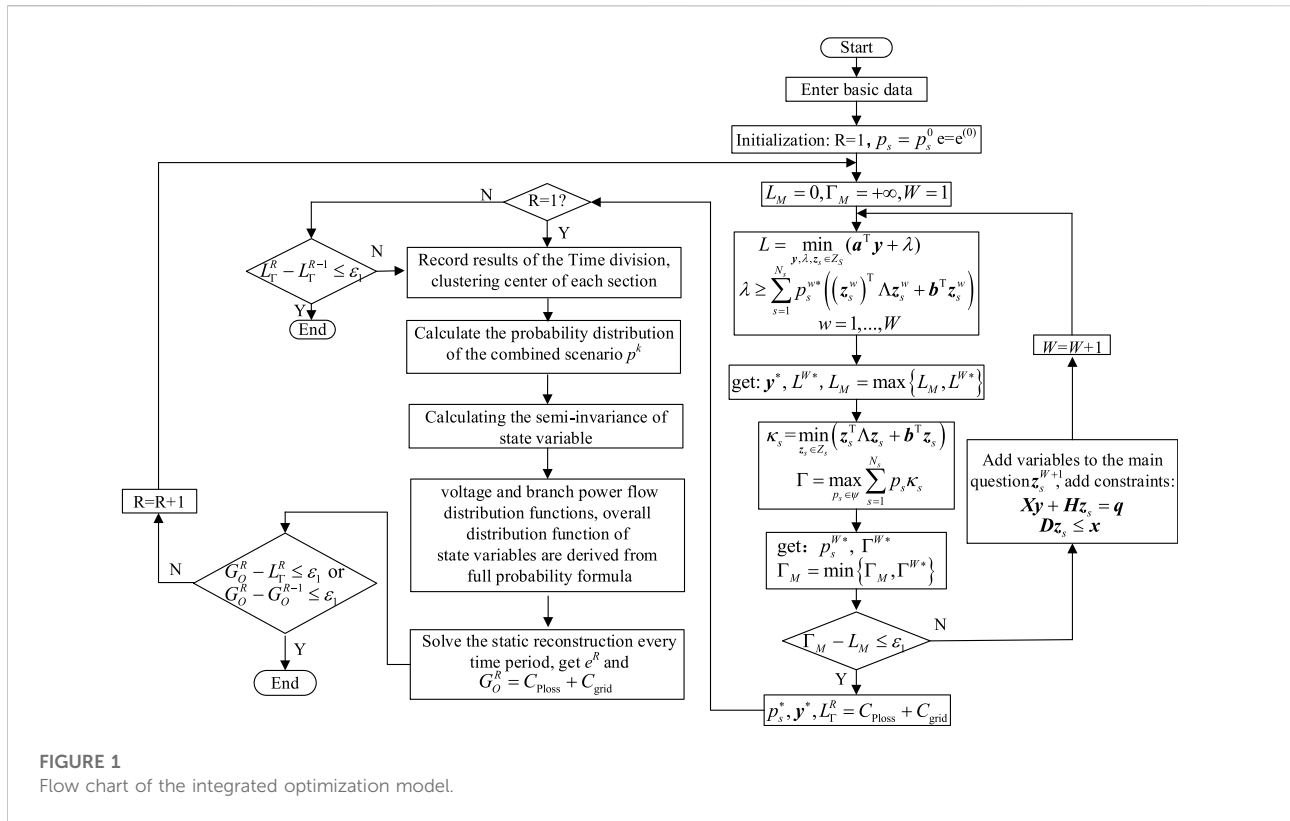 Start
Enter basic data
Initialization: R=1, p_s = p_s^0 e=e^(0)
L_M = 0, Γ_M = +∞, W = 1
L = min_{y,λ,z_s∈Z_S} (a^T y + λ)
λ ≥ ∑_{s=1}^{N_s} p_s^{w*} ((z_s^w)^T Λz_s^w + b^T z_s^w)
w = 1,...,W
get: y*, L^{W*}, L_M = max{L_M, L^{W*}}
κ_s = min_{z_s∈Z_s} (z_s^T Λz_s + b^T z_s)
Γ = max_{p_s∈ψ} ∑_{s=1}^{N_s} p_s κ_s
get: p_s^{W*}, Γ^{W*}
Γ_M = min{Γ_M, Γ^{W*}}
Γ_M − L_M ≤ ε_1
N
Y
W=W+1
Add variables to the main
question z_s^{W+1}, add constraints:
Xy + Hz_s = q
Dz_s ≤ x
p_s^*, y*, L_Γ^R = C_Ploss + C_grid
R=1?
N
Y
L_Γ^R − L_Γ^{R-1} ≤ ε_1
N
Y
End
Record results of the Time division,
clustering center of each section
Calculate the probability distribution
of the combined scenario p^k
Calculating the semi-invariance of
state variable
voltage and branch power flow
distribution functions, overall
distribution function of
state variables are derived from
full probability formula
Solve the static reconstruction every
time period, get e^R and
G_O^R = C_Ploss + C_grid
G_O^R − L_Γ^R ≤ ε_1 or
G_O^R − G_O^{R-1} ≤ ε_1
N
Y
R=R+1
End
FIGURE 1
Flow chart of the integrated optimization model.